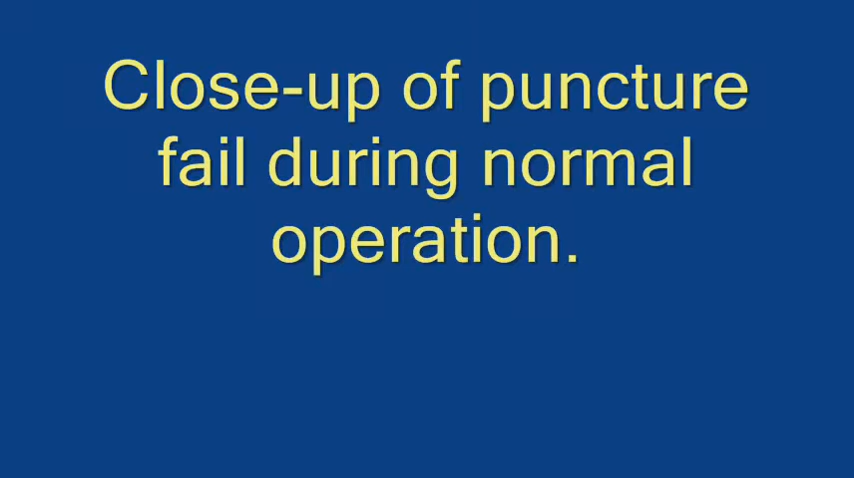 Close-up of puncture
fail during normal
operation.